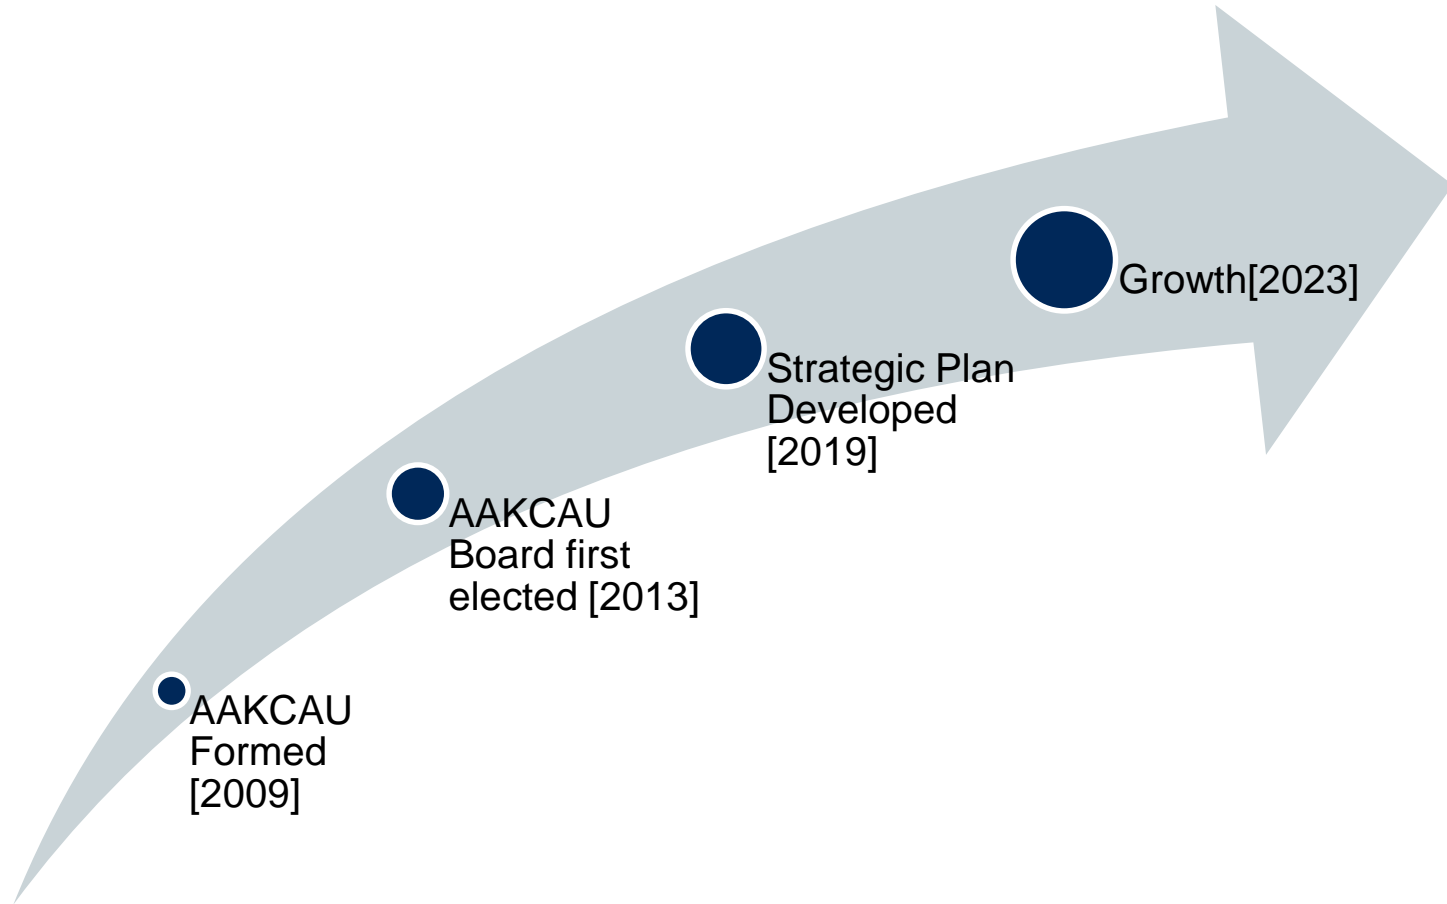 AAKCAU
Formed
[2009]
AAKCAU
Board first
elected [2013]
Strategic Plan
Developed
[2019]
Growth[2023]